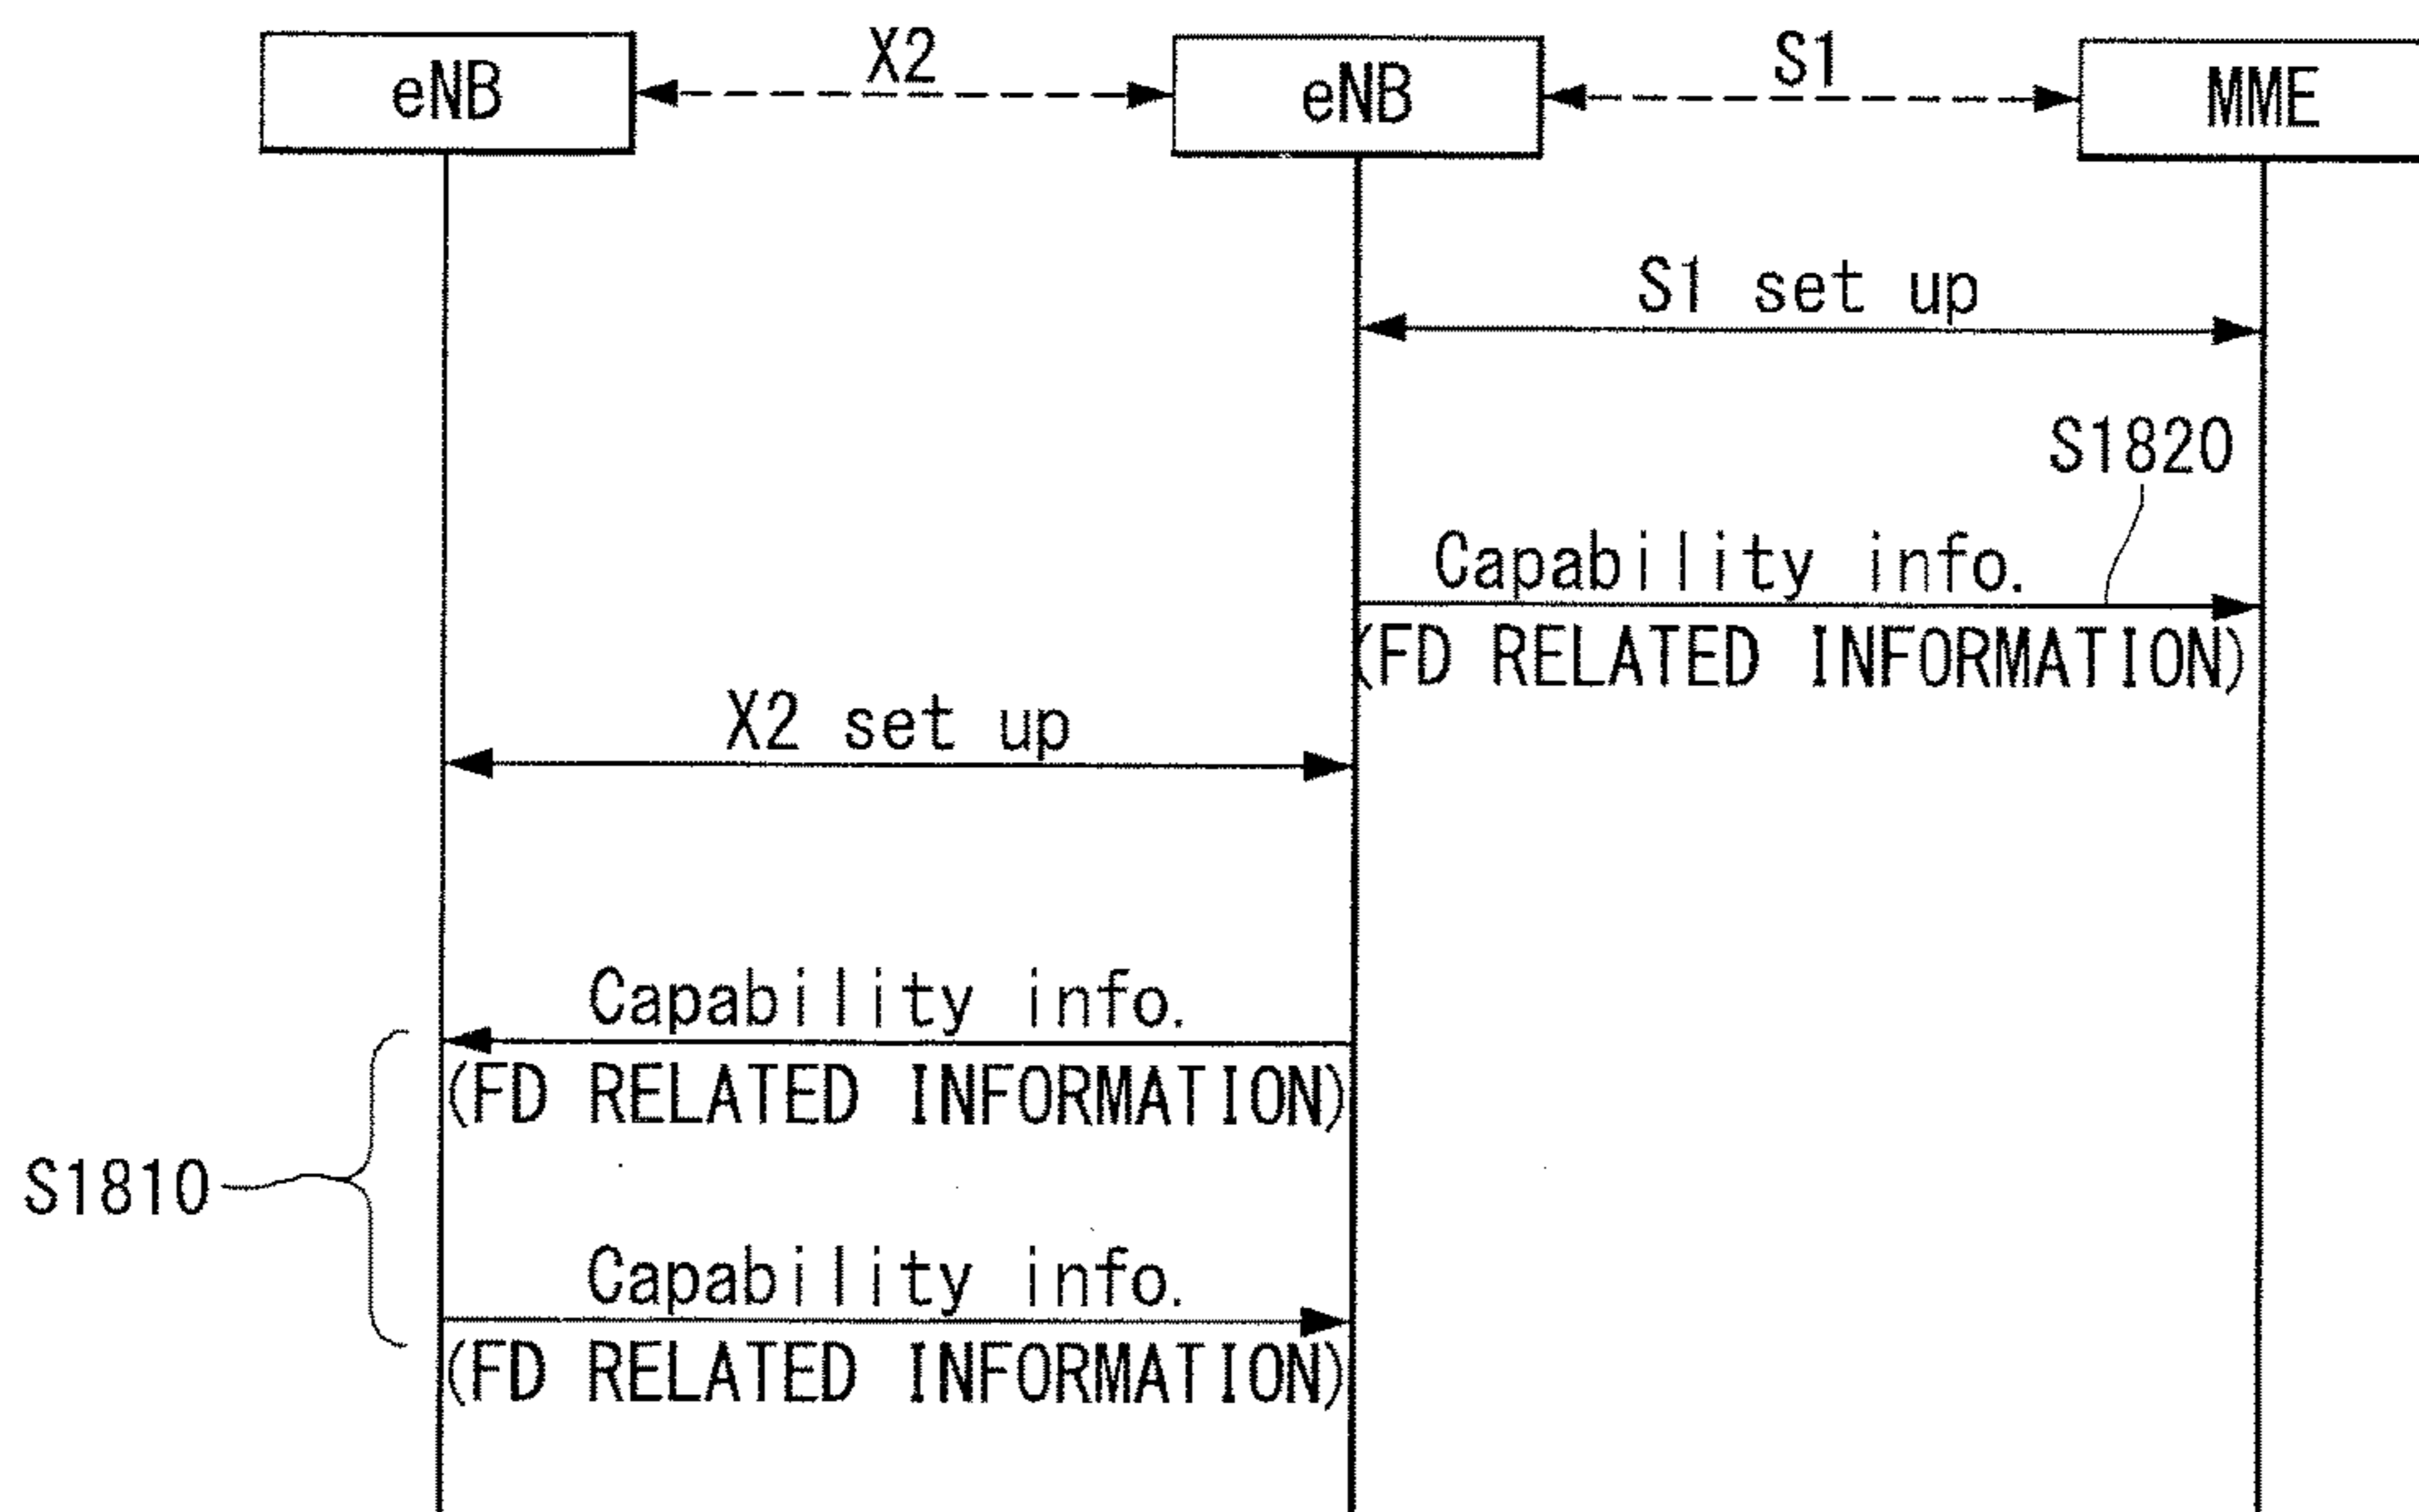 eNB
X2
eNB
S1
MME
S1 set up
S1820
Capability info.
(FD RELATED INFORMATION)
X2 set up
Capability info.
(FD RELATED INFORMATION)
S1810
Capability info.
(FD RELATED INFORMATION)